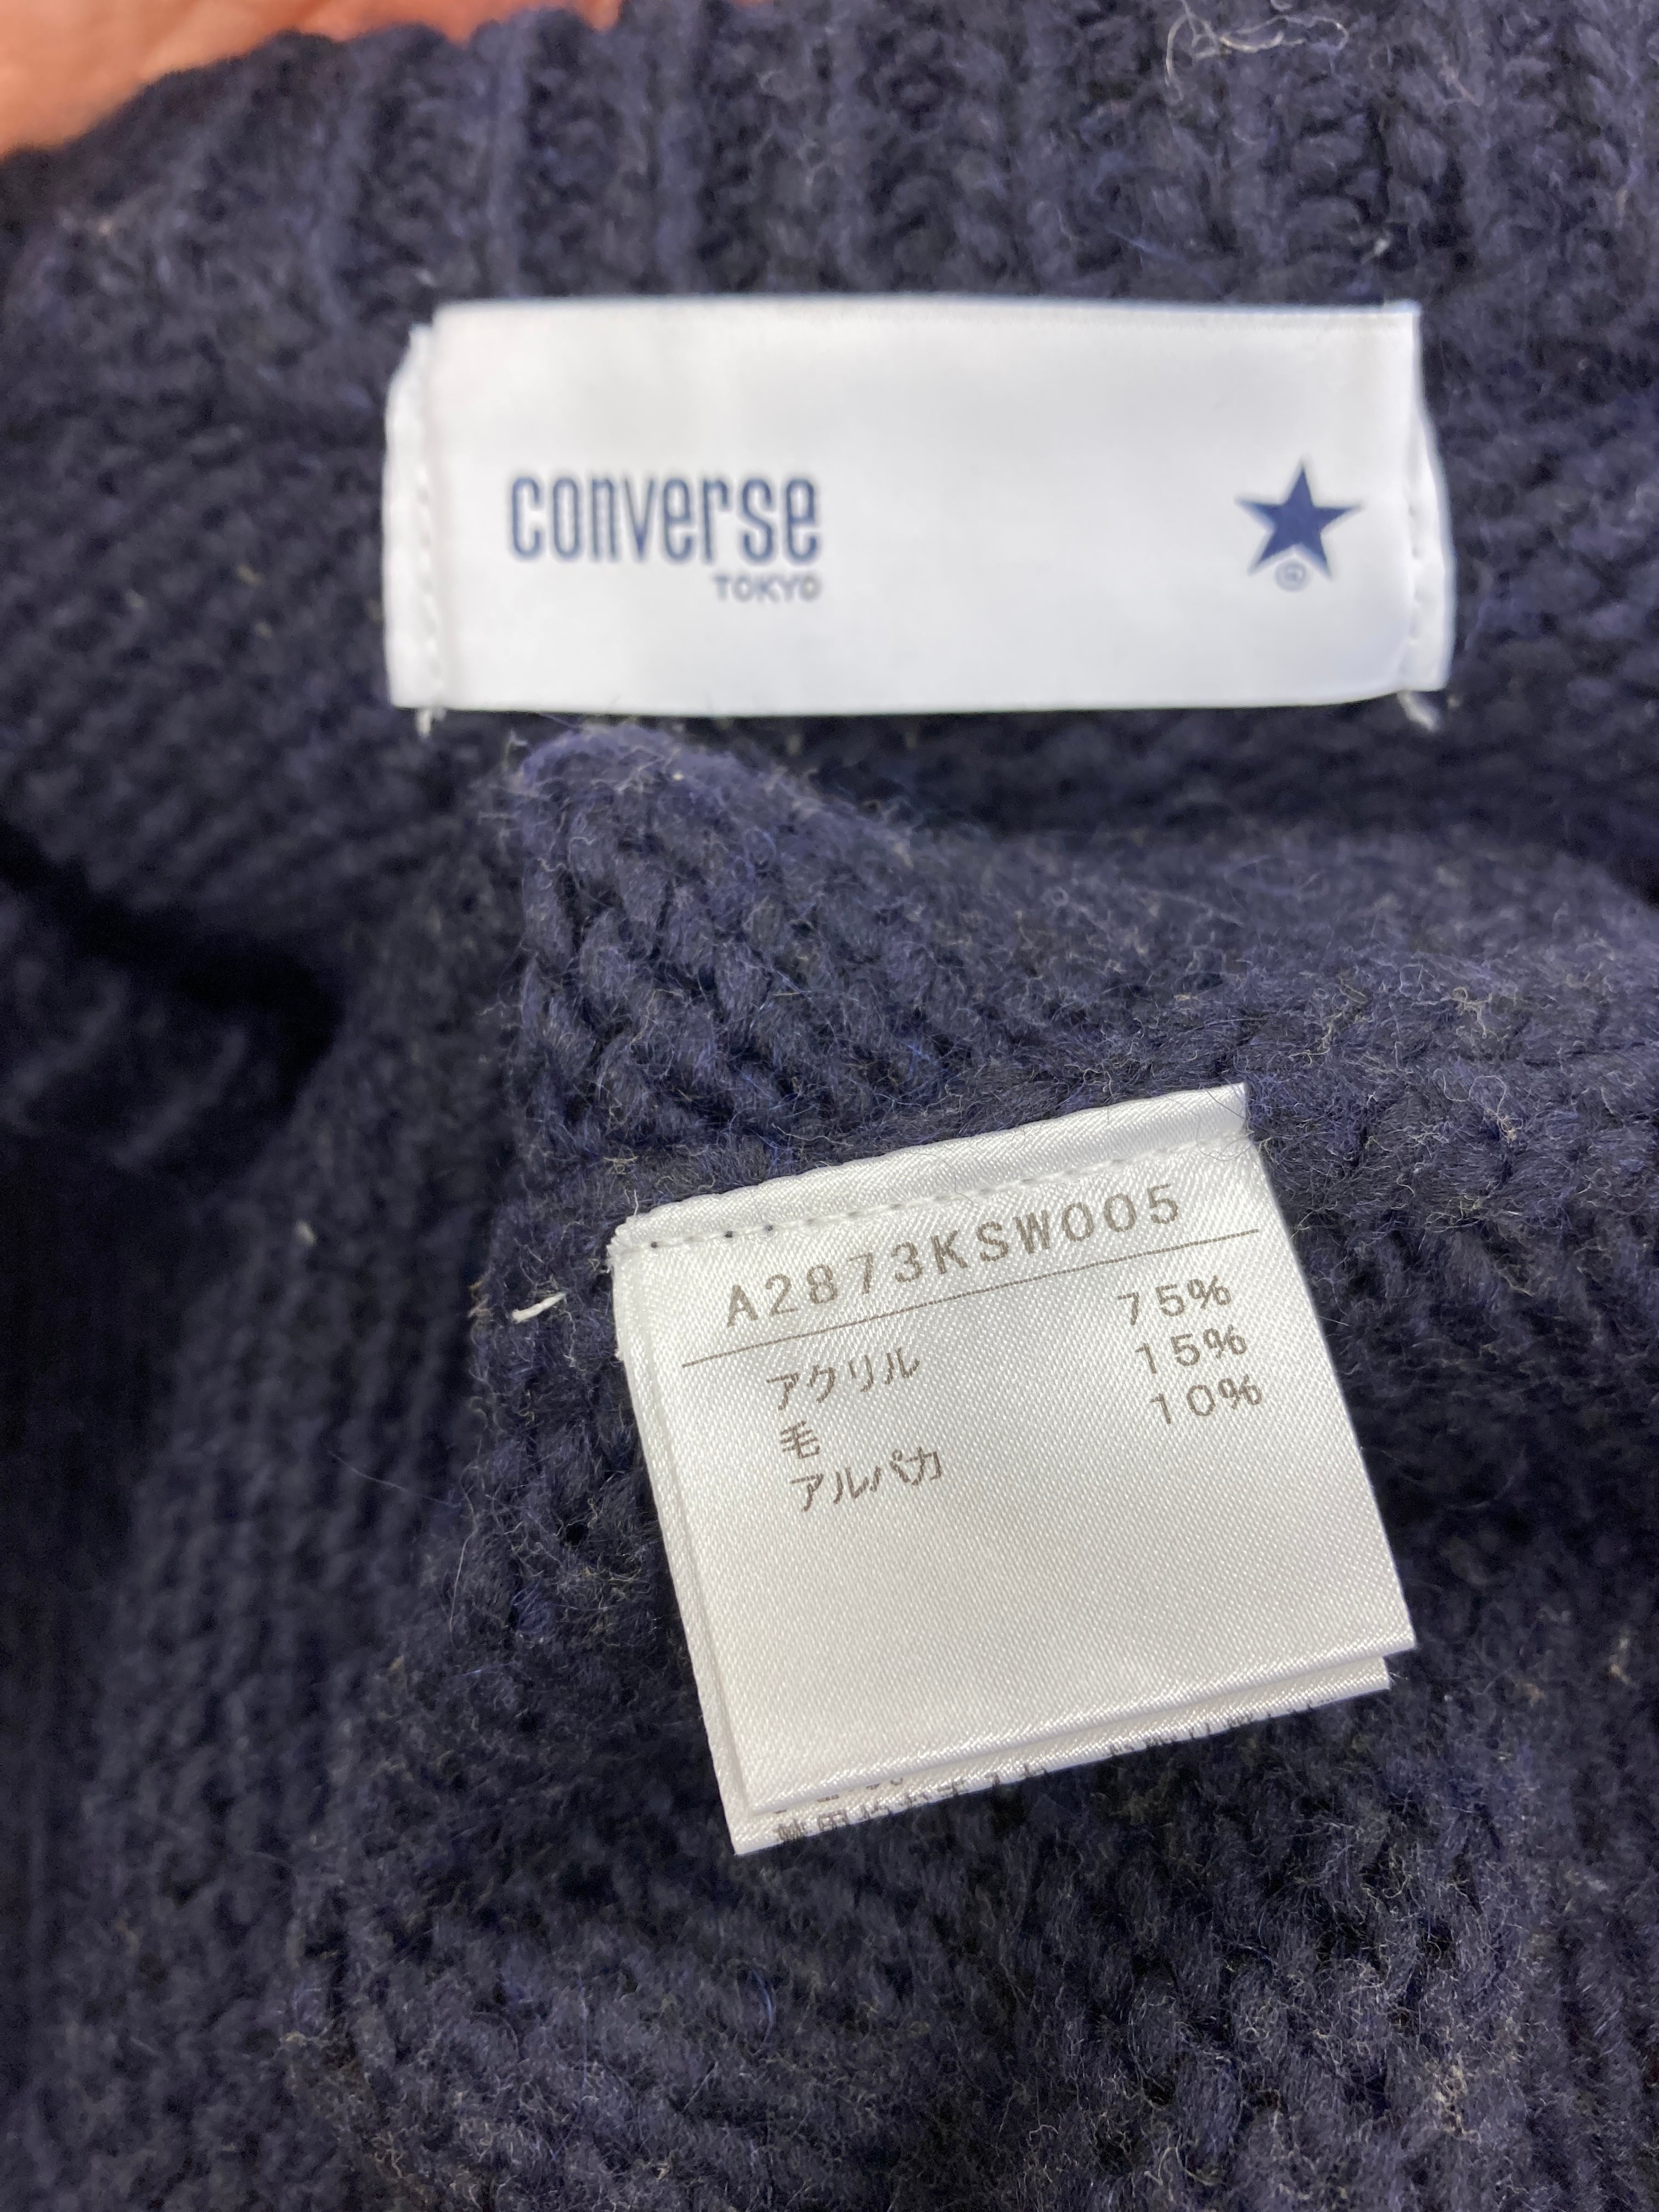 converse
TOKYO
A2873KSW005
アクリル 75%
毛 15%
アルパカ 10%